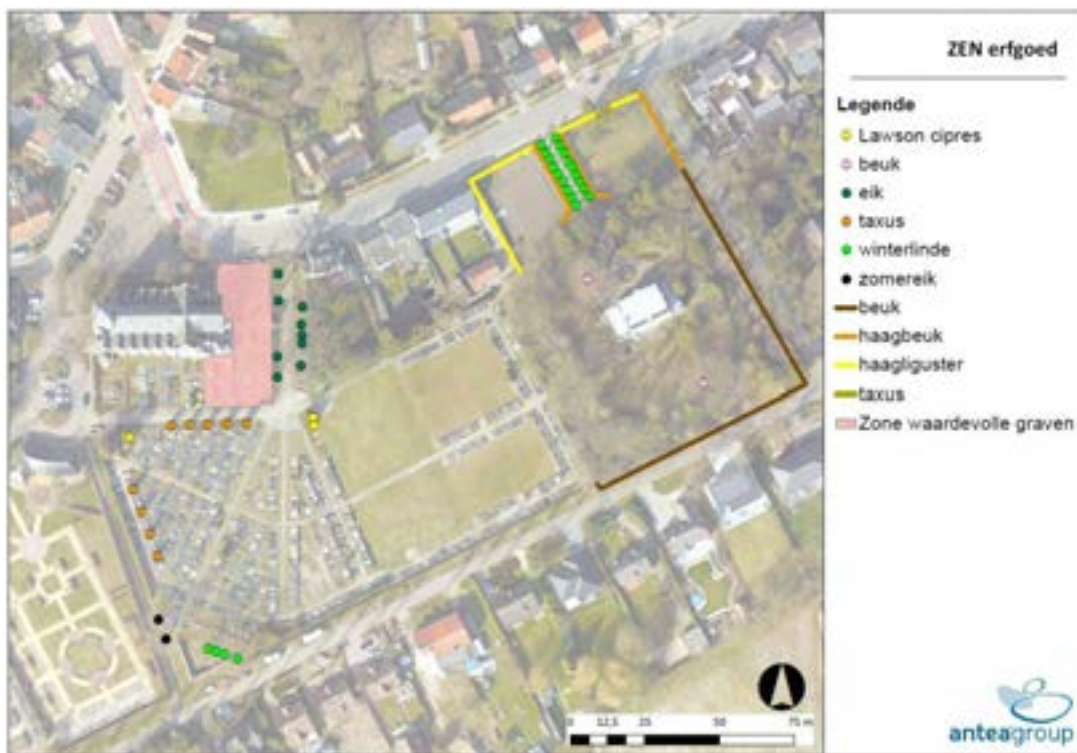 ZEN erfgoed
Legende
Lawson cipres
beuk
eik
taxus
winterlinde
zomereik
beuk
haagbeuk
haagliguster
taxus
Zone waardevolle graven
0 12,5 25 50 75 m
anteagroup